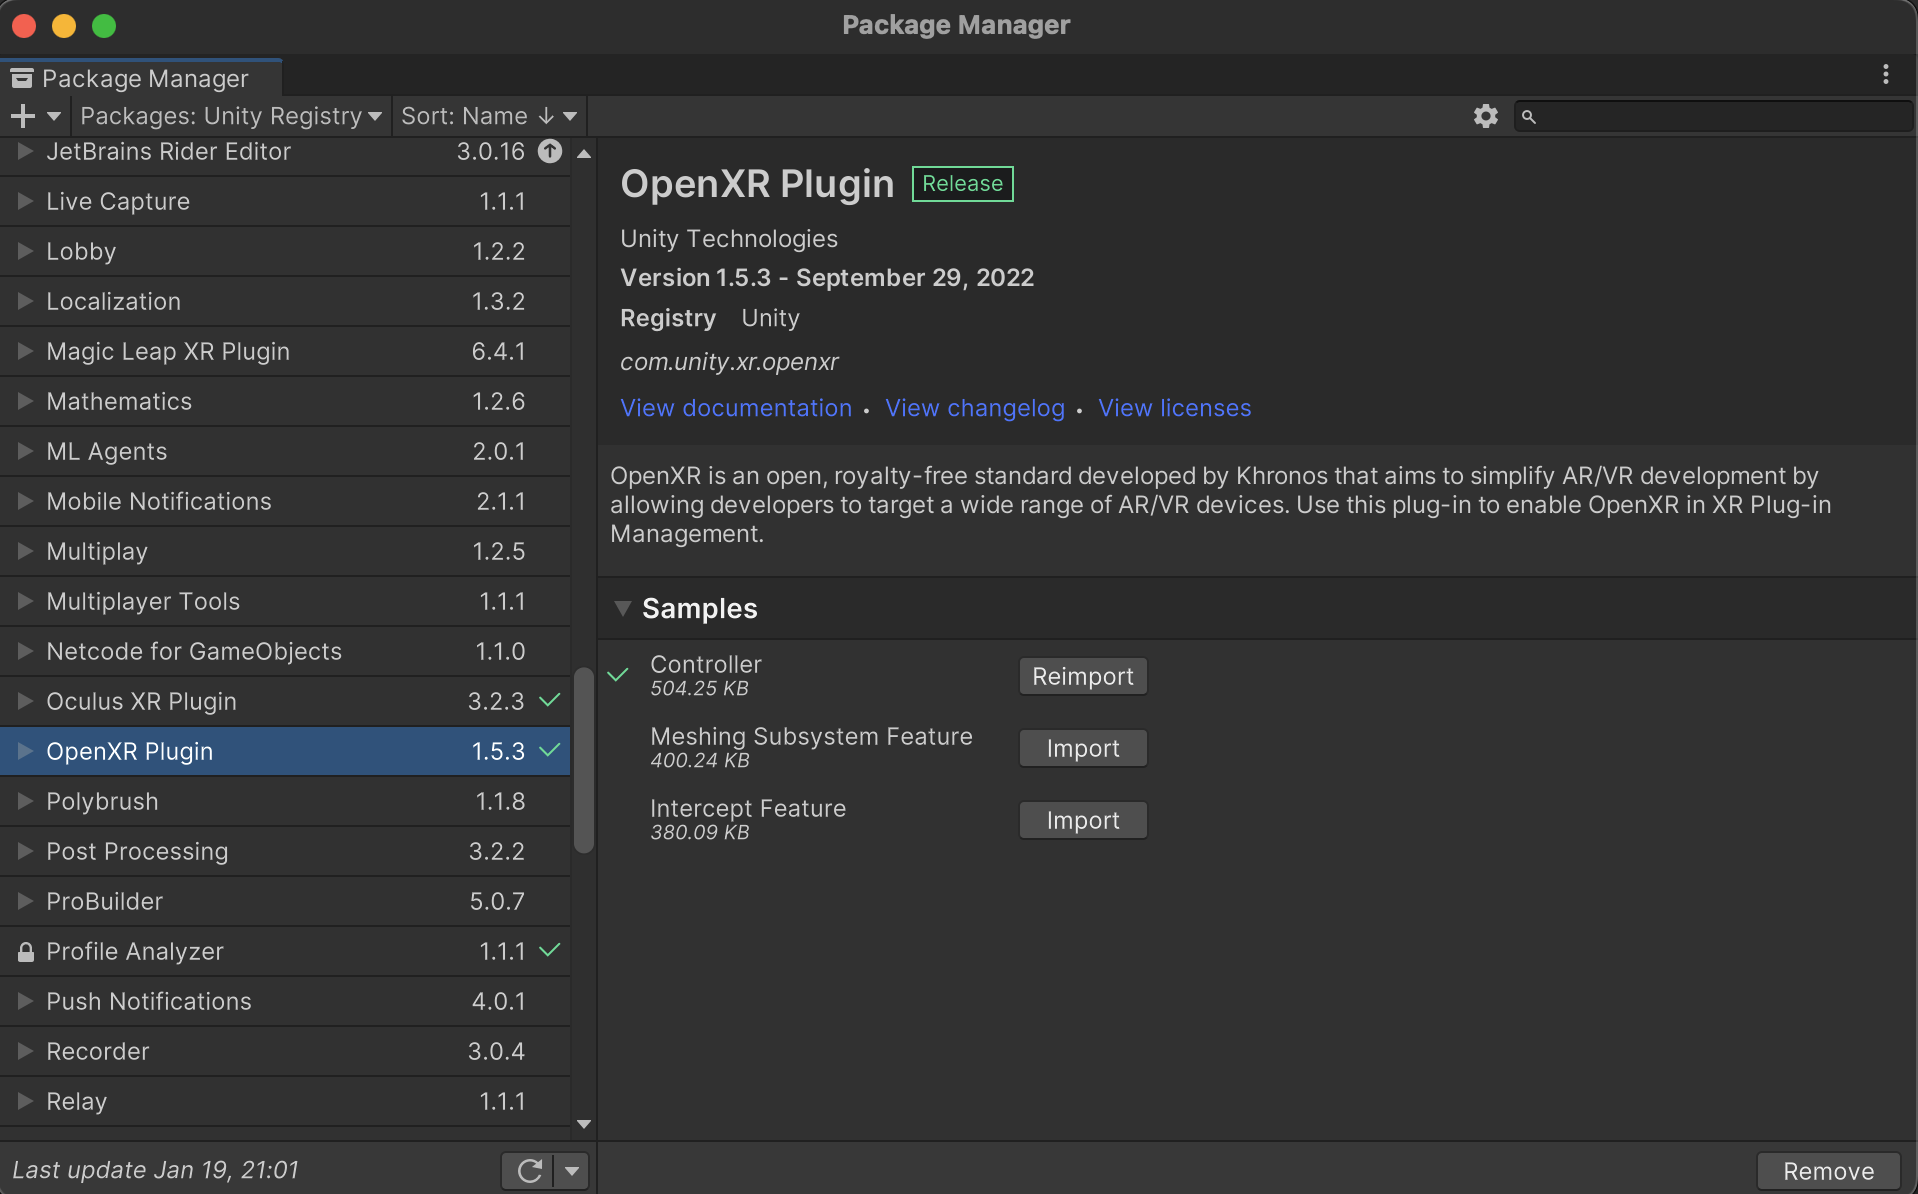 Package Manager
Package Manager
Packages: Unity Registry
Sort: Name ↓
JetBrains Rider Editor 3.0.16
Live Capture 1.1.1
Lobby 1.2.2
Localization 1.3.2
Magic Leap XR Plugin 6.4.1
Mathematics 1.2.6
ML Agents 2.0.1
Mobile Notifications 2.1.1
Multiplay 1.2.5
Multiplayer Tools 1.1.1
Netcode for GameObjects 1.1.0
Oculus XR Plugin 3.2.3
OpenXR Plugin 1.5.3
Polybrush 1.1.8
Post Processing 3.2.2
ProBuilder 5.0.7
Profile Analyzer 1.1.1
Push Notifications 4.0.1
Recorder 3.0.4
Relay 1.1.1
Last update Jan 19, 21:01
OpenXR Plugin Release
Unity Technologies
Version 1.5.3 - September 29, 2022
Registry Unity
com.unity.xr.openxr
View documentation • View changelog • View licenses
OpenXR is an open, royalty-free standard developed by Khronos that aims to simplify AR/VR development by
allowing developers to target a wide range of AR/VR devices. Use this plug-in to enable OpenXR in XR Plug-in
Management.
Samples
Controller
504.25 KB
Reimport
Meshing Subsystem Feature
400.24 KB
Import
Intercept Feature
380.09 KB
Import
Remove